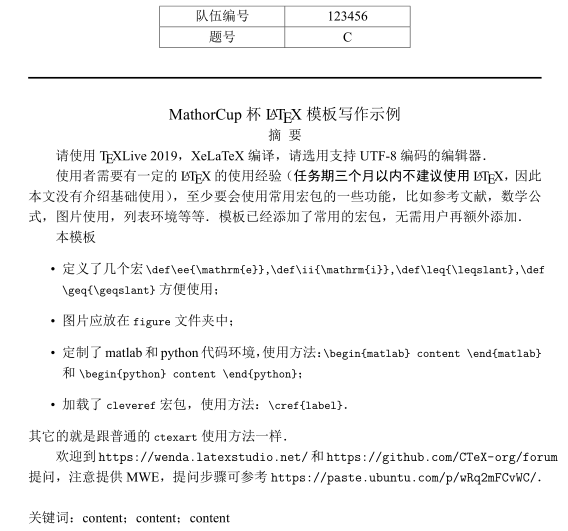 队伍编号 123456
题号 C
MathorCup 杯 LATEX 模板写作示例
摘 要
请使用 TEXLive 2019，XeLaTeX 编译，请选用支持 UTF-8 编码的编辑器．
使用者需要有一定的 LATEX 的使用经验（任务期三个月以内不建议使用 LATEX，因此
本文没有介绍基础使用），至少要会使用常用宏包的一些功能，比如参考文献，数学公
式，图片使用，列表环境等等．模板已经添加了常用的宏包，无需用户再额外添加．
本模板
• 定义了几个宏 \def\ee{\mathrm{e}},\def\ii{\mathrm{i}},\def\leq{\leqslant},\def
\geq{\geqslant} 方便使用；
• 图片应放在 figure 文件夹中；
• 定制了 matlab 和 python 代码环境，使用方法：\begin{matlab} content \end{matlab}
和 \begin{python} content \end{python}；
• 加载了 cleveref 宏包，使用方法：\cref{label}．
其它的就是跟普通的 ctexart 使用方法一样．
欢迎到 https://wenda.latexstudio.net/ 和 https://github.com/CTeX-org/forum
提问，注意提供 MWE，提问步骤可参考 https://paste.ubuntu.com/p/wRq2mFCvWC/．
关键词：content；content；content